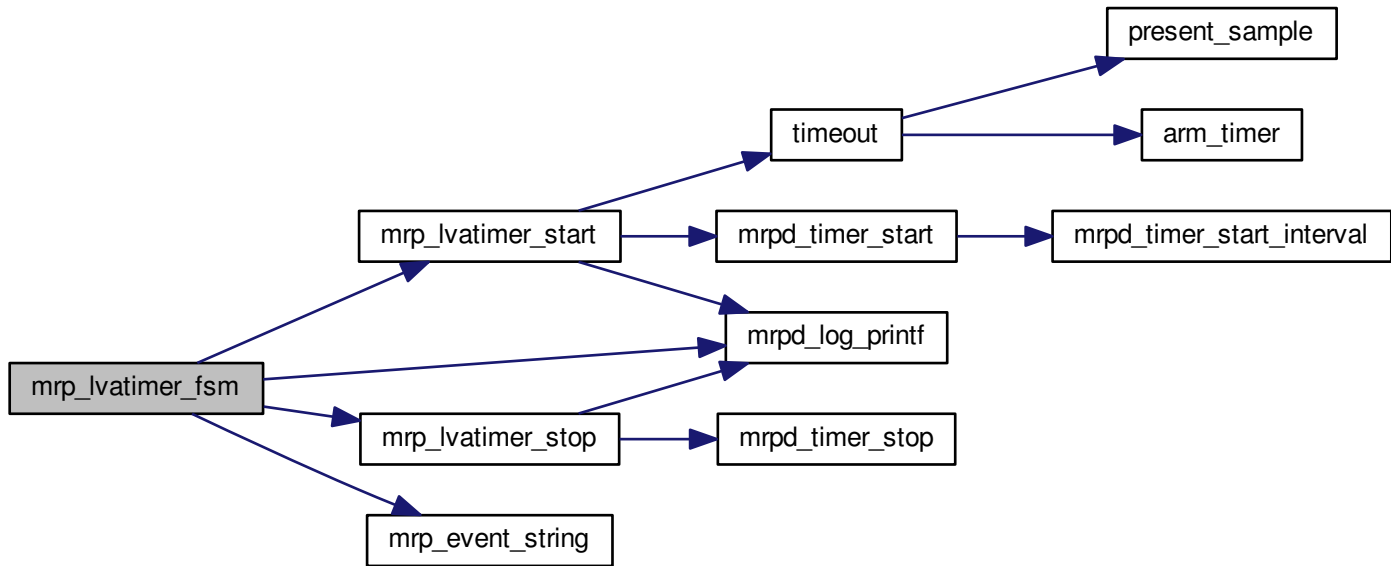 present_sample
timeout
arm_timer
mrp_lvatimer_start
mrpd_timer_start
mrpd_timer_start_interval
mrpd_log_printf
mrp_lvatimer_fsm
mrp_lvatimer_stop
mrpd_timer_stop
mrp_event_string